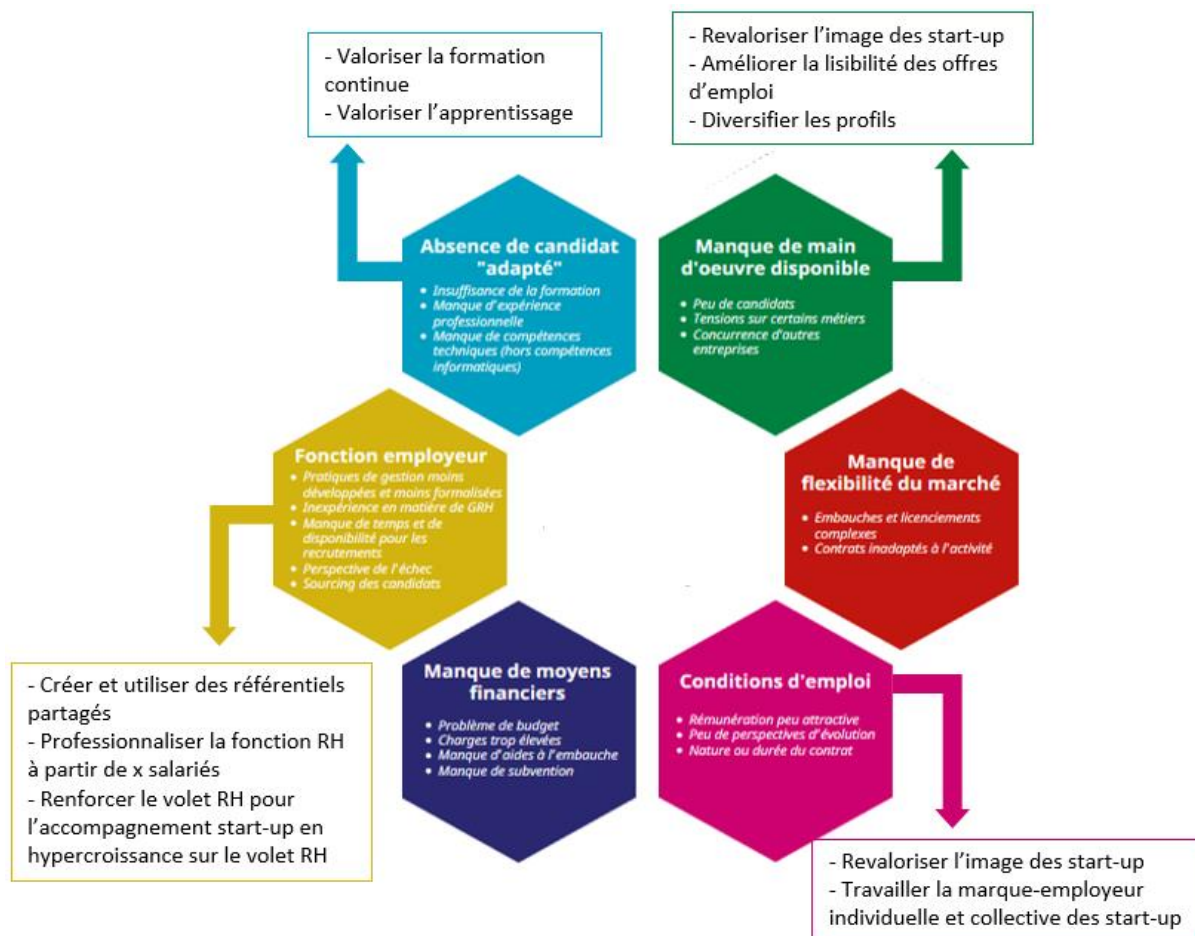 - Valoriser la formation
continue
- Valoriser l'apprentissage
- Revaloriser l'image des start-up
- Améliorer la lisibilité des offres
d'emploi
- Diversifier les profils
Absence de candidat
"adapté"
• Insuffisance de la formation
• Manque d'expérience
professionnelle
• Manque de compétences
techniques (hors compétences
informatiques)
Manque de main
d'oeuvre disponible
• Peu de candidats
• Tensions sur certains métiers
• Concurrence d'autres
entreprises
Fonction employeur
• Pratiques de gestion moins
développées et moins formalisées
• Inexpérience en matière de GRH
• Manque de temps et de
disponibilité pour les
recrutements
• Perspective de l'échec
• Sourcing des candidats
Manque de
flexibilité du marché
• Embauches et licenciements
complexes
• Contrats inadaptés à l'activité
Manque de moyens
financiers
• Problème de budget
• Charges trop élevées
• Manque d'aides à l'embauche
• Manque de subvention
Conditions d'emploi
• Rémunération peu attractive
• Peu de perspectives d'évolution
• Nature ou durée du contrat
- Créer et utiliser des référentiels
partagés
- Professionnaliser la fonction RH
à partir de x salariés
- Renforcer le volet RH pour
l'accompagnement start-up en
hypercroissance sur le volet RH
- Revaloriser l'image des start-up
- Travailler la marque-employeur
individuelle et collective des start-up